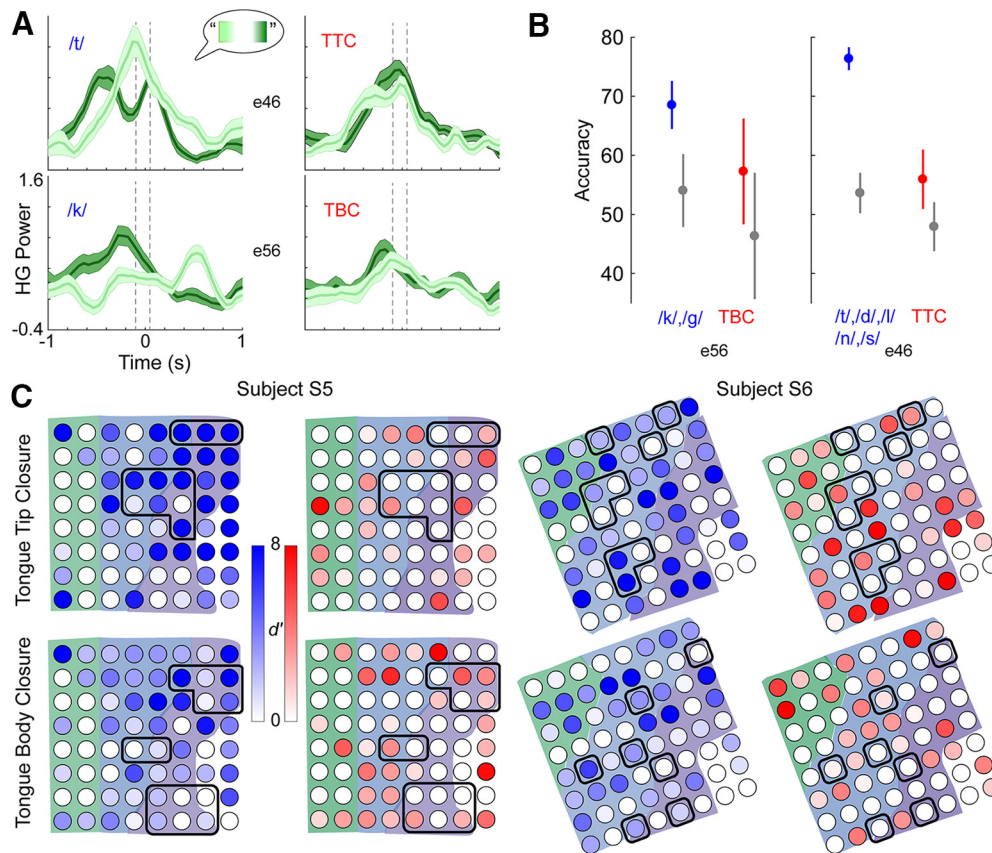 A
/t/
“ ”
TTC
e46
1.6
/k/
TBC
e56
HG Power
-0.4
-1
0
1
Time (s)
B
80
70
60
50
40
Accuracy
/k/,/g/
TBC
e56
/t/,/d/,/l/
/n/,/s/
TTC
e46
C
Subject S5
Subject S6
Tongue Tip Closure
8
d'
0
Tongue Body Closure